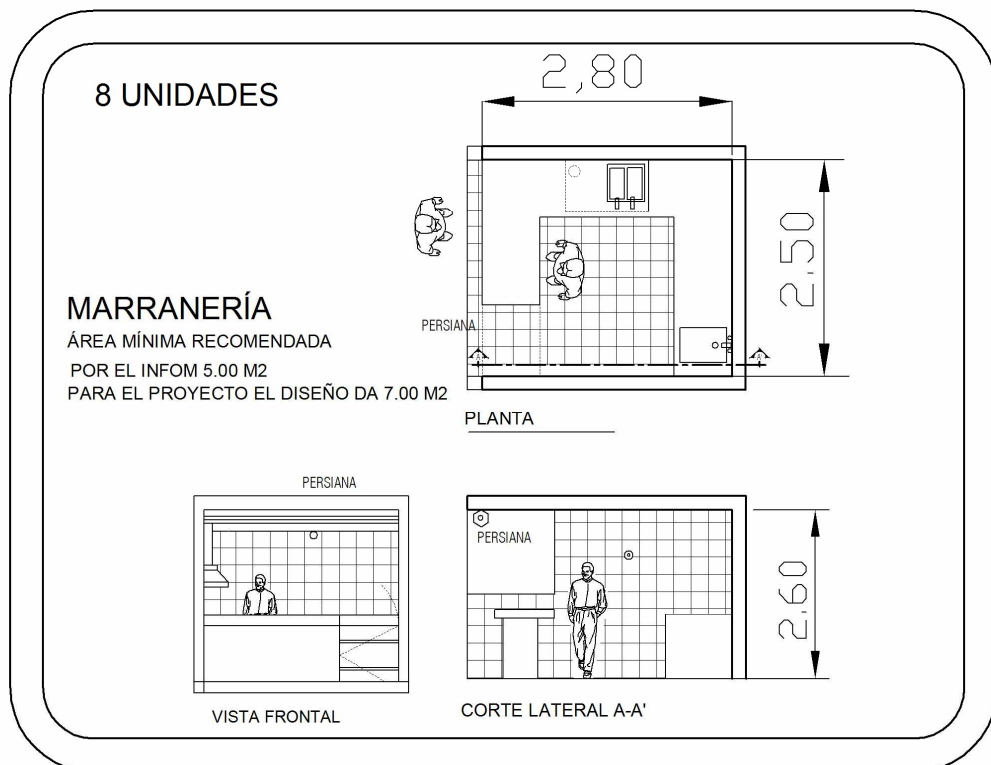 8 UNIDADES
2,80
2.50
MARRANERÍA
ÁREA MÍNIMA RECOMENDADA
POR EL INFOM 5.00 M2
PARA EL PROYECTO EL DISEÑO DA 7.00 M2
PERSIANA
A
A'
PLANTA
PERSIANA
VISTA FRONTAL
PERSIANA
2.60
CORTE LATERAL A-A'